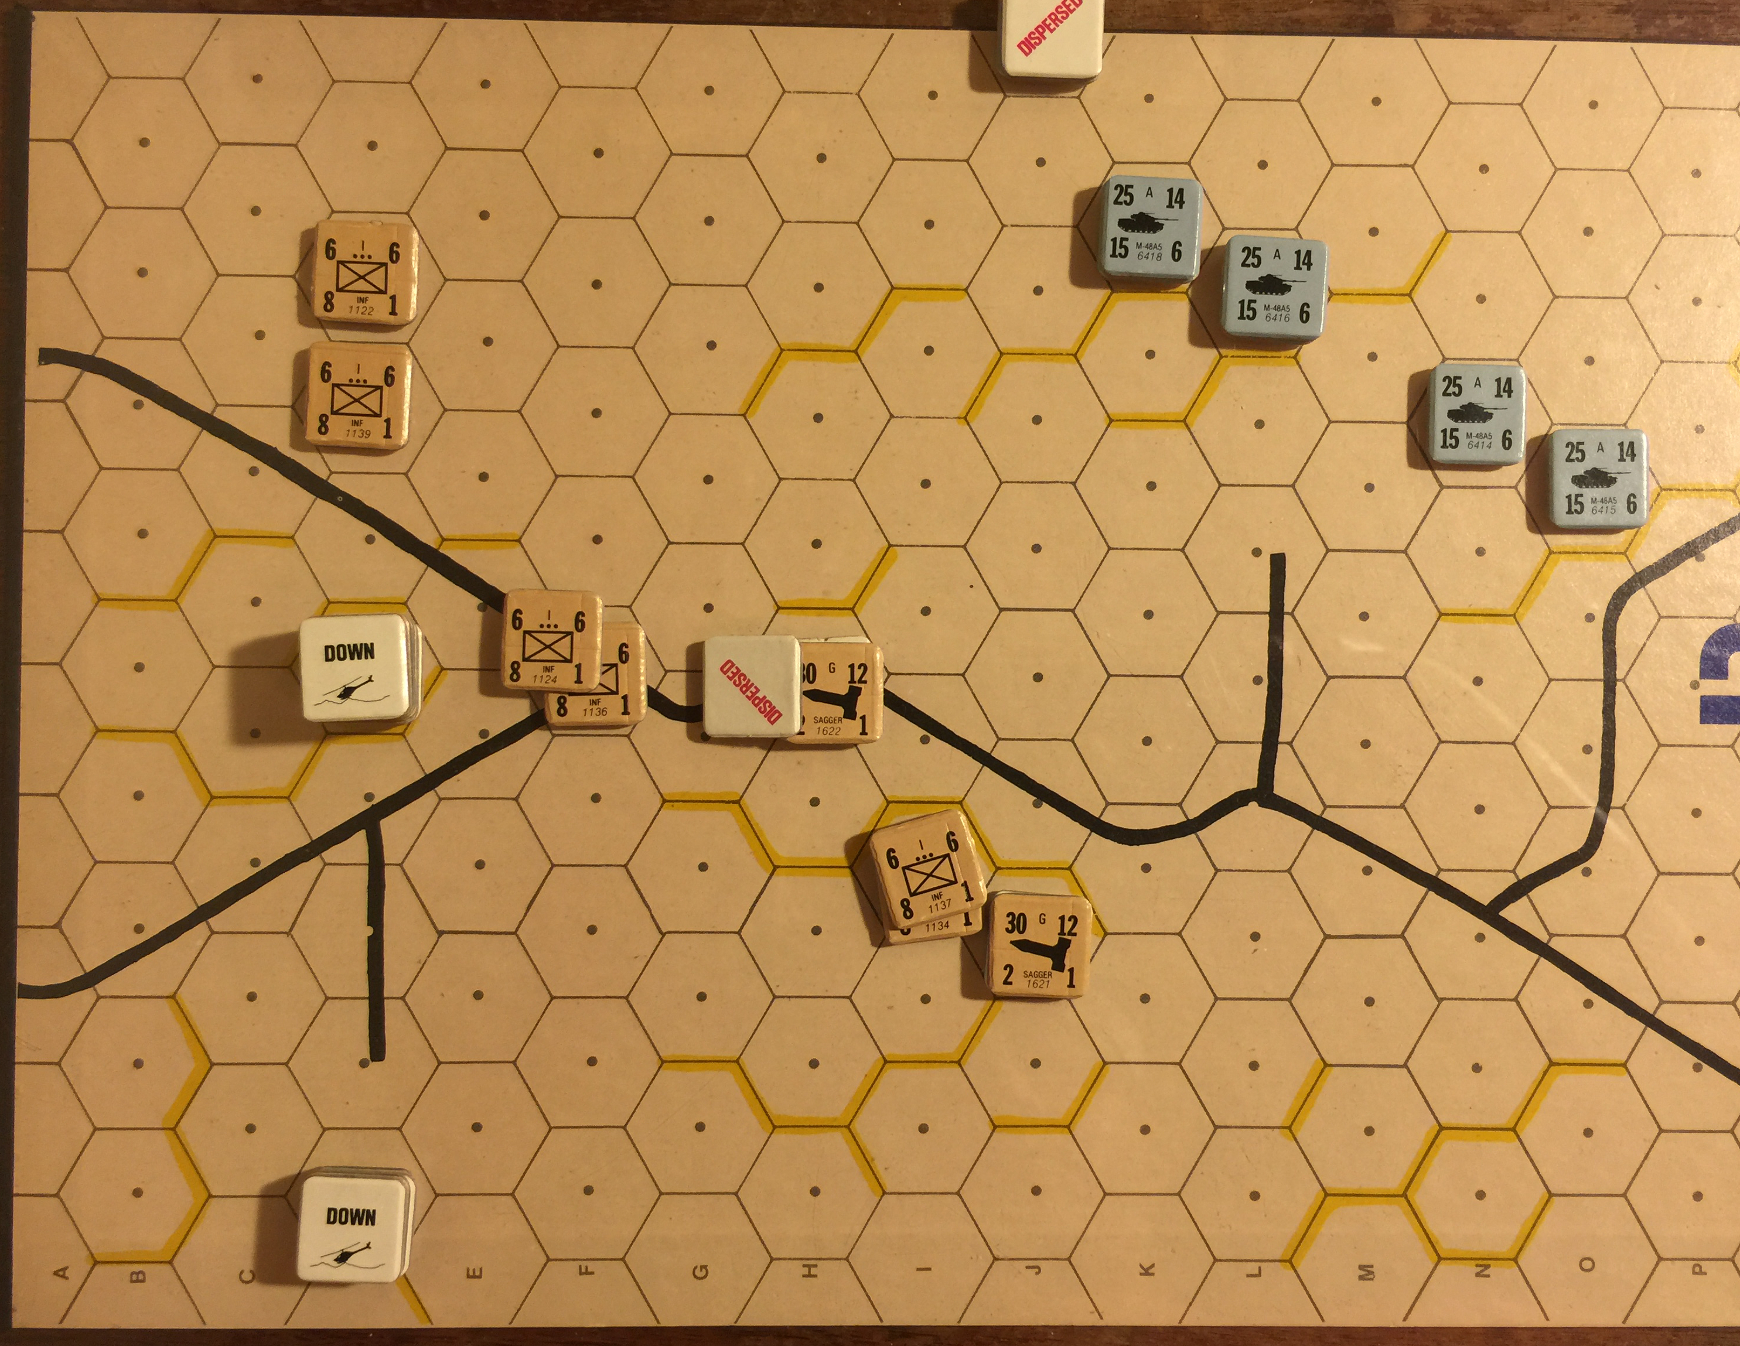 DISPERSED
25 A 14
15 M-48A5 6
6418
25 A 14
15 M-48A5 6
6416
6 I 6
8 INF 1
1122
6 I 6
8 INF 1
1139
25 A 14
15 M-48A5 6
6414
25 A 14
15 M-48A5 6
6415
DOWN
6 I 6
8 INF 1
1124
6
8 INF 1
1136
DISPERSED
G 12
SAGGER 1
1622
6 I 6
8 INF 1
1137
1134 1
30 G 12
2 SAGGER 1
1621
DOWN
A B C E F G H I J K L M N O P